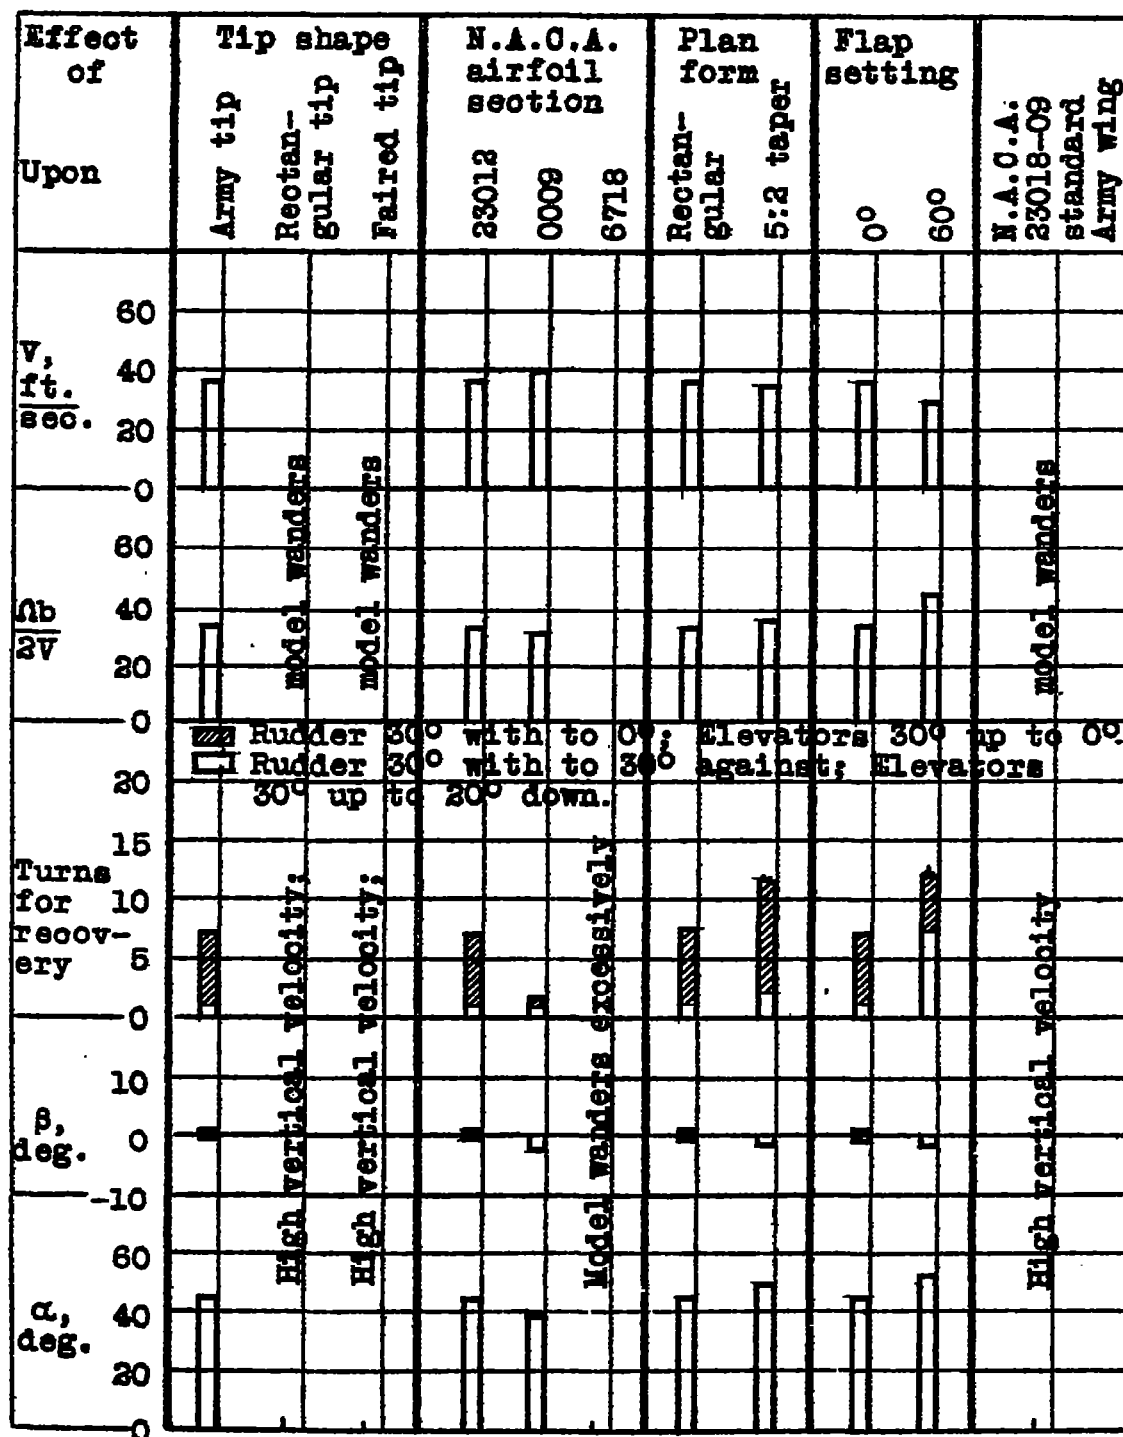 Effect of
Upon
Tip shape
Army tip
Rectan-
gular tip
Faired tip
N.A.C.A.
airfoil
section
23012
0009
6718
Plan
form
Rectan-
gular
5:2 taper
Flap
setting
0°
60°
N.A.C.A.
23018-09
standard
Army wing
V,
ft.
sec.
60
40
20
0
Ωb
2V
60
40
20
0
Rudder 30° with to 0°: Elevators 30° up to 0°.
Rudder 30° with to 30° against; Elevators
30° up to 20° down.
Turns
for
recov-
ery
20
15
10
5
0
β,
deg.
10
0
-10
α,
deg.
60
40
20
0
High vertical velocity; model wanders
High vertical velocity; model wanders
Model wanders excessively
High vertical velocity model wanders